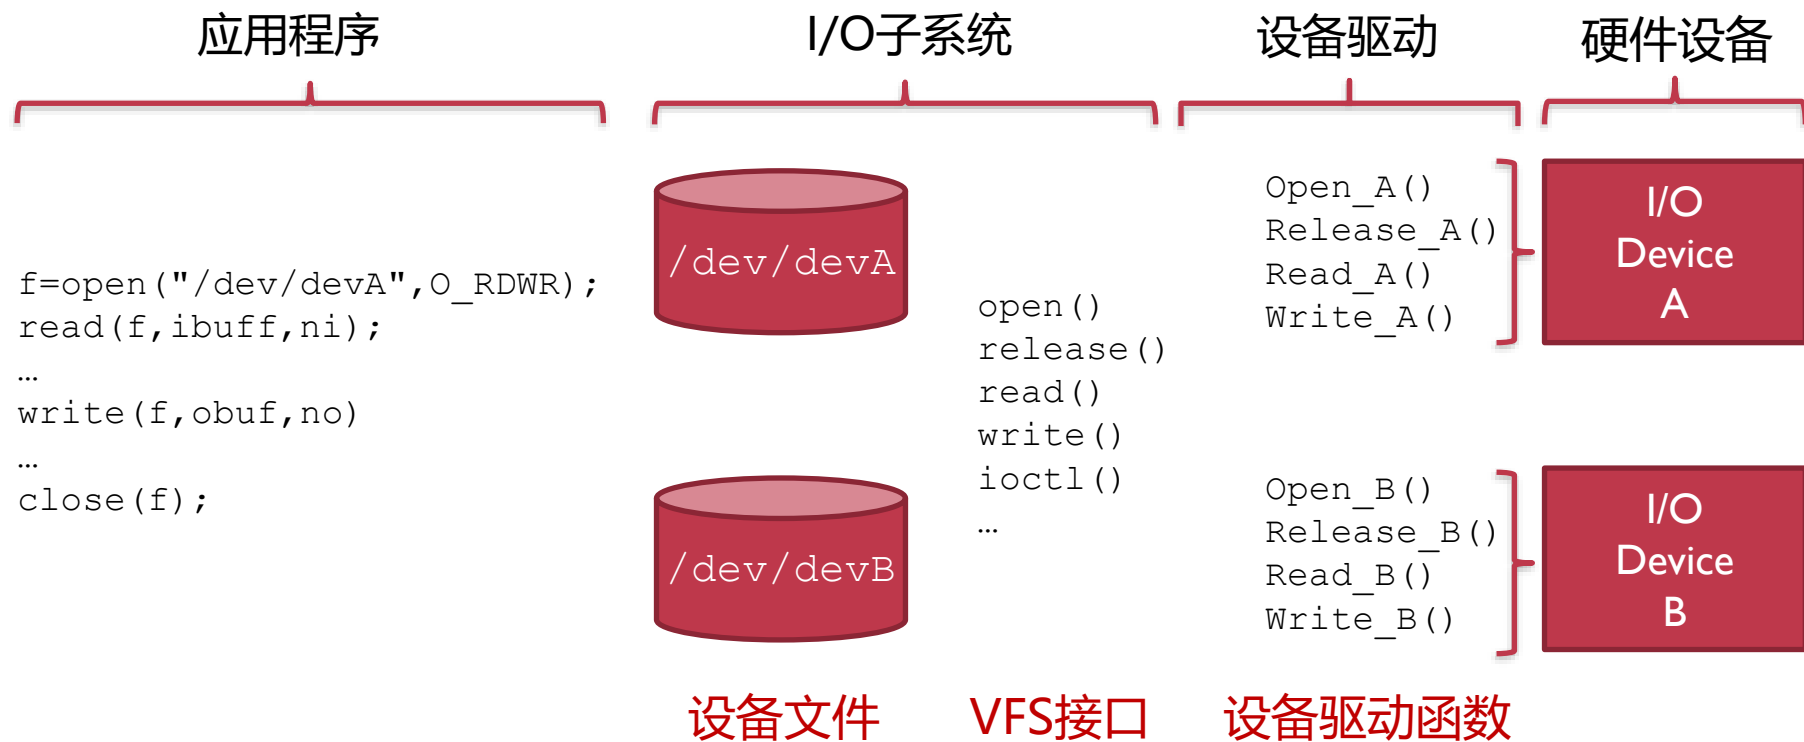 应用程序
I/O子系统
设备驱动
硬件设备
f=open("/dev/devA",O_RDWR);
read(f,ibuff,ni);
…
write(f,obuf,no)
…
close(f);
/dev/devA
/dev/devB
open()
release()
read()
write()
ioctl()
…
Open_A()
Release_A()
Read_A()
Write_A()
Open_B()
Release_B()
Read_B()
Write_B()
I/O
Device
A
I/O
Device
B
设备文件
VFS接口
设备驱动函数